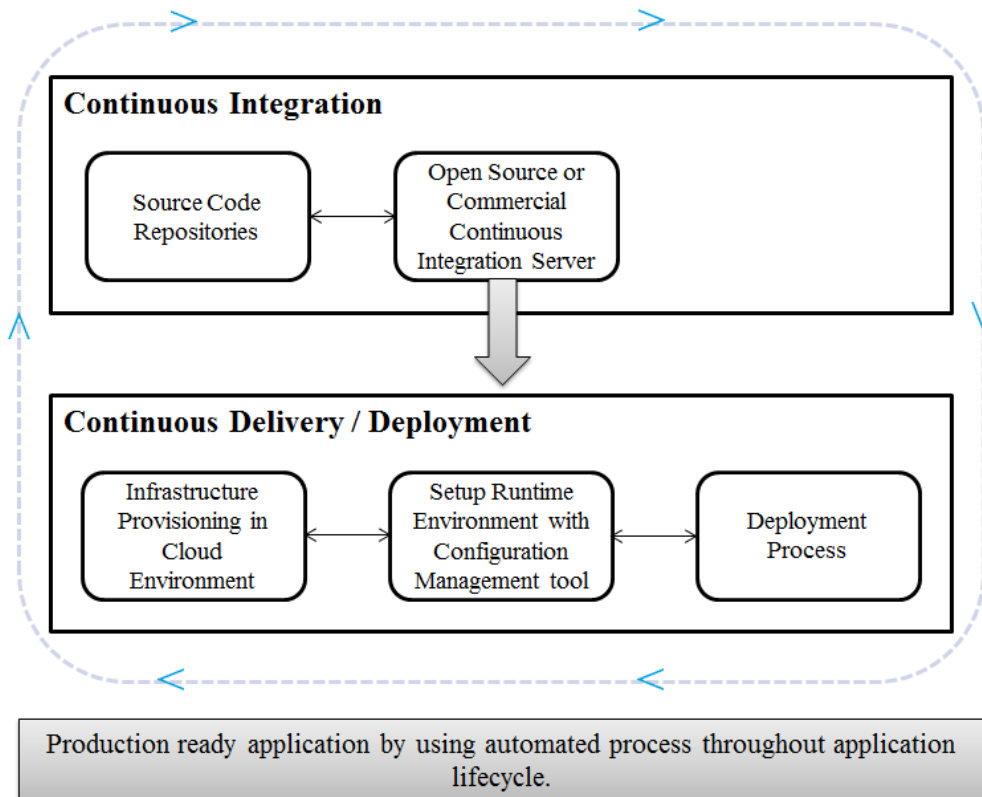 Continuous Integration
Source Code
Repositories
Open Source or
Commercial
Continuous
Integration Server
Continuous Delivery / Deployment
Infrastructure
Provisioning in
Cloud
Environment
Setup Runtime
Environment with
Configuration
Management tool
Deployment
Process
Production ready application by using automated process throughout application
lifecycle.